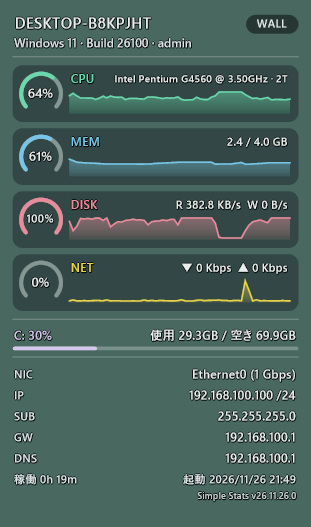 DESKTOP-B8KPJHT WALL
Windows 11 · Build 26100 · admin
64% CPU Intel Pentium G4560 @ 3.50GHz · 2T
61% MEM 2.4 / 4.0 GB
100% DISK R 382.8 KB/s W 0 B/s
0% NET ▼ 0 Kbps ▲ 0 Kbps
C: 30% 使用 29.3GB / 空き 69.9GB
NIC Ethernet0 (1 Gbps)
IP 192.168.100.100 /24
SUB 255.255.255.0
GW 192.168.100.1
DNS 192.168.100.1
稼働 0h 19m 起動 2026/11/26 21:49
Simple Stats v26.11.26.0